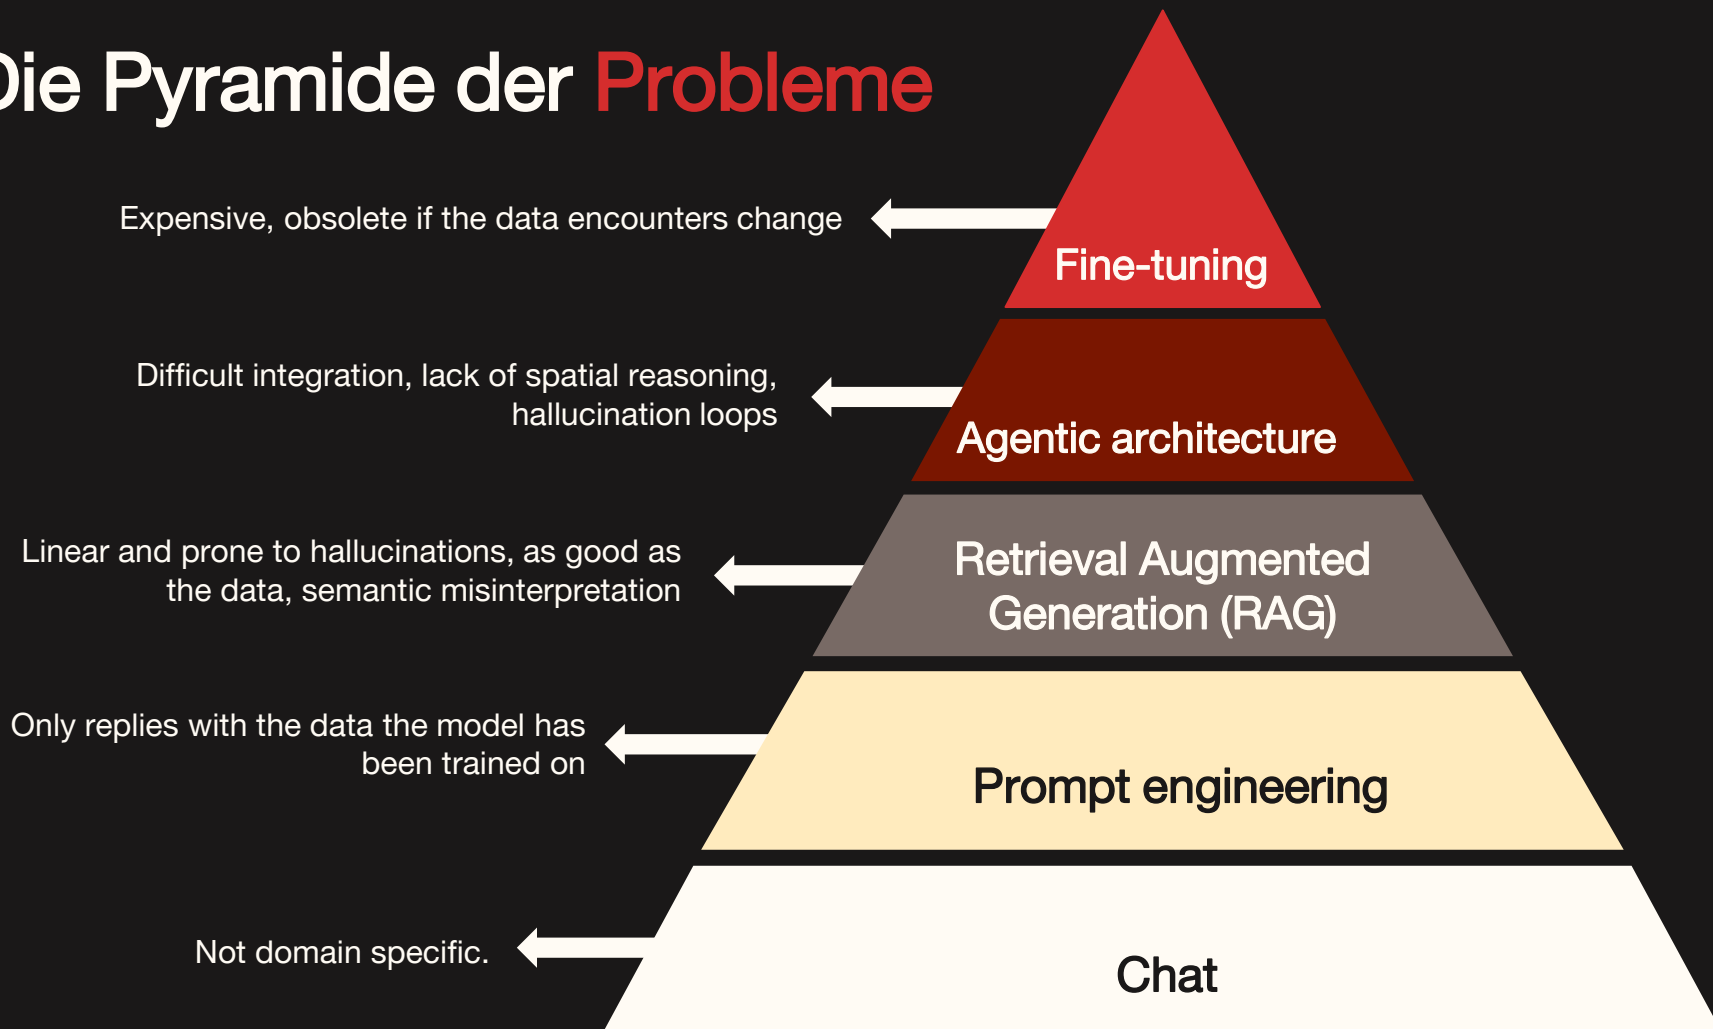 Die Pyramide der Probleme
Expensive, obsolete if the data encounters change
Fine-tuning
Difficult integration, lack of spatial reasoning,
hallucination loops
Agentic architecture
Linear and prone to hallucinations, as good as
the data, semantic misinterpretation
Retrieval Augmented
Generation (RAG)
Only replies with the data the model has
been trained on
Prompt engineering
Not domain specific.
Chat